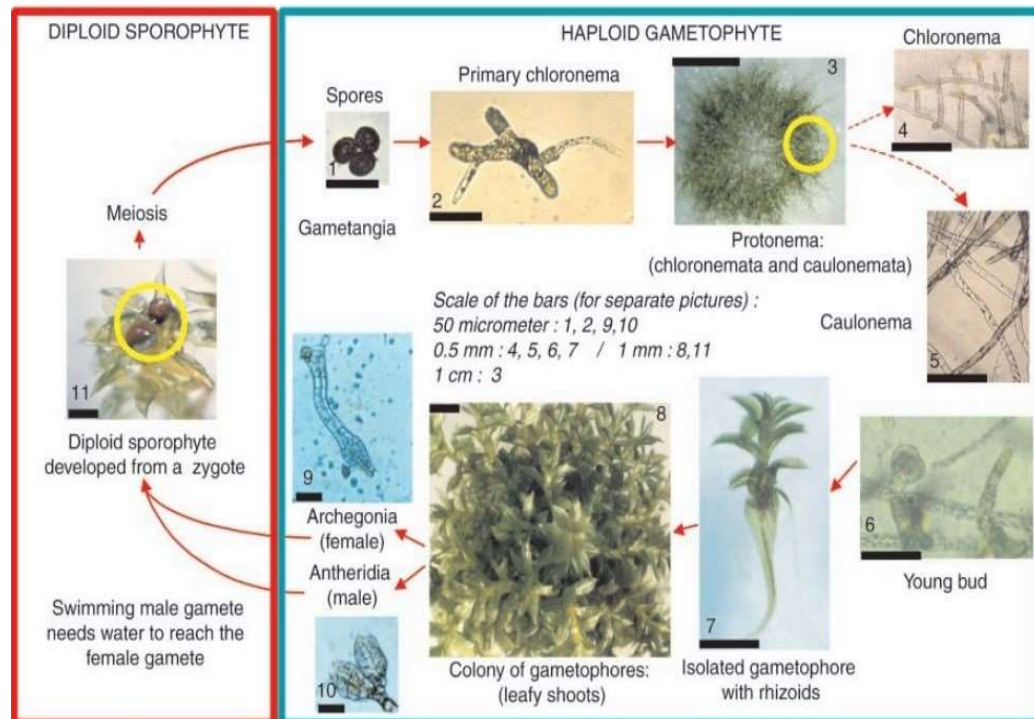 DIPLOID SPOROPHYTE
HAPLOID GAMETOPHYTE
Spores
1
Gametangia
Primary chloronema
2
3
Protonema:
(chloronemata and caulonemata)
Chloronema
4
Caulonema
5
Meiosis
11
Diploid sporophyte
developed from a zygote
Swimming male gamete
needs water to reach the
female gamete
Scale of the bars (for separate pictures) :
50 micrometer : 1, 2, 9,10
0.5 mm : 4, 5, 6, 7 / 1 mm : 8,11
1 cm : 3
9
Archegonia
(female)
Antheridia
(male)
10
8
Colony of gametophores:
(leafy shoots)
7
Isolated gametophore
with rhizoids
6
Young bud